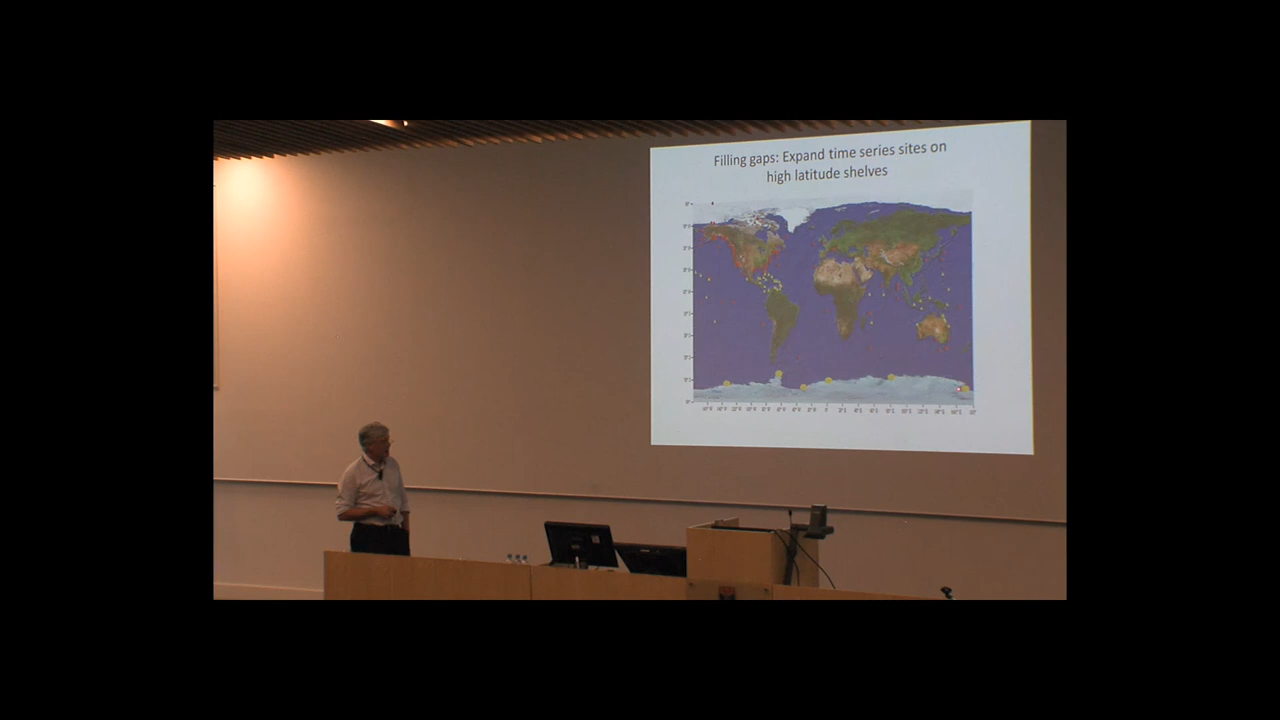 Filling gaps: Expand time series sites on
high latitude shelves